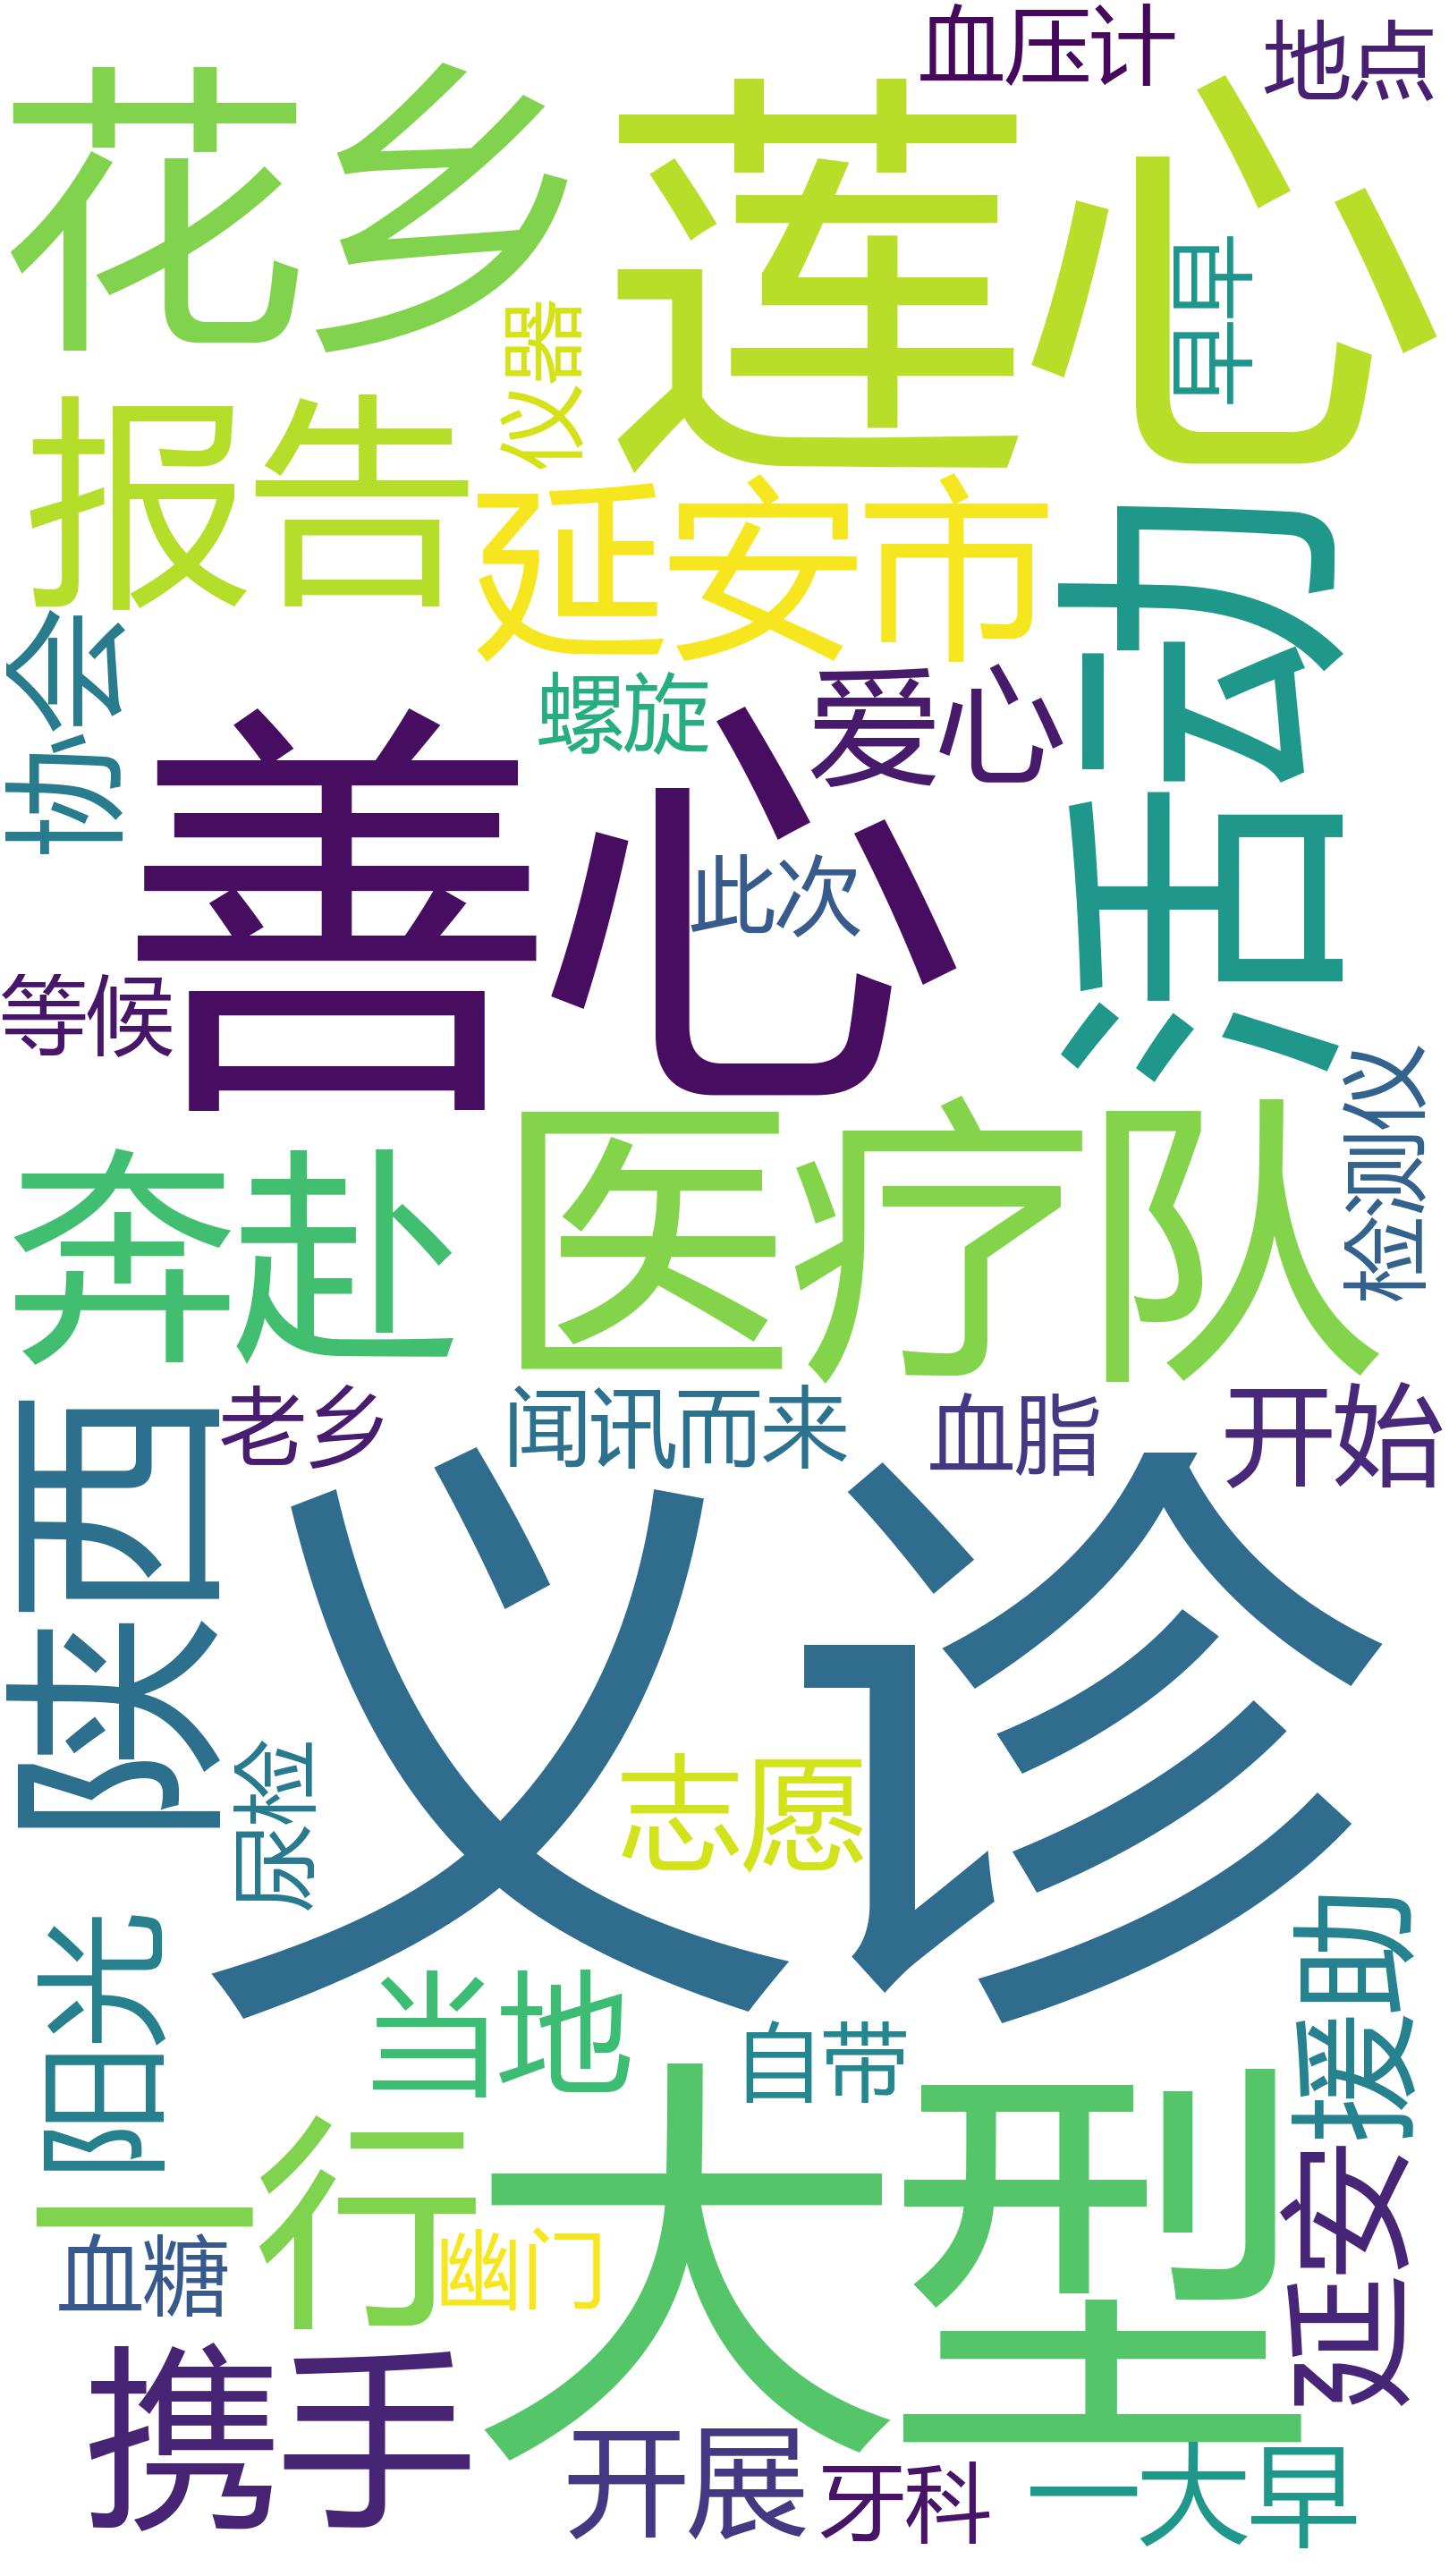 血压计
地点
花乡
莲心
早早
仪器
报告
延安市
活动
协会
螺旋
爱心
善心
此次
等候
检测仪
医疗队
奔赴
老乡
闻讯而来
血脂
开始
陕西
义诊
尿检
志愿
阳光
当地
自带
援助
一行
大型
延安
血糖
幽门
携手
开展
牙科
一大早